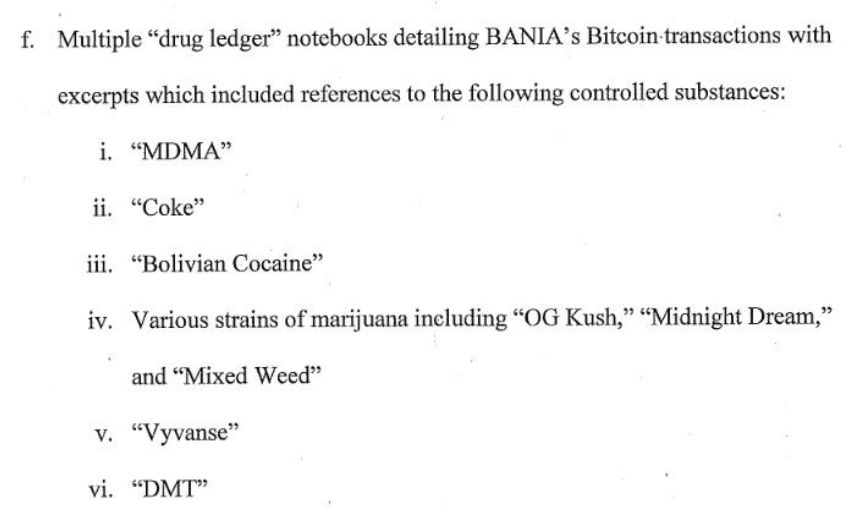 f. Multiple “drug ledger” notebooks detailing BANIA’s Bitcoin transactions with
excerpts which included references to the following controlled substances:
i. “MDMA”
ii. “Coke”
iii. “Bolivian Cocaine”
iv. Various strains of marijuana including “OG Kush,” “Midnight Dream,”
and “Mixed Weed”
v. “Vyvanse”
vi. “DMT”